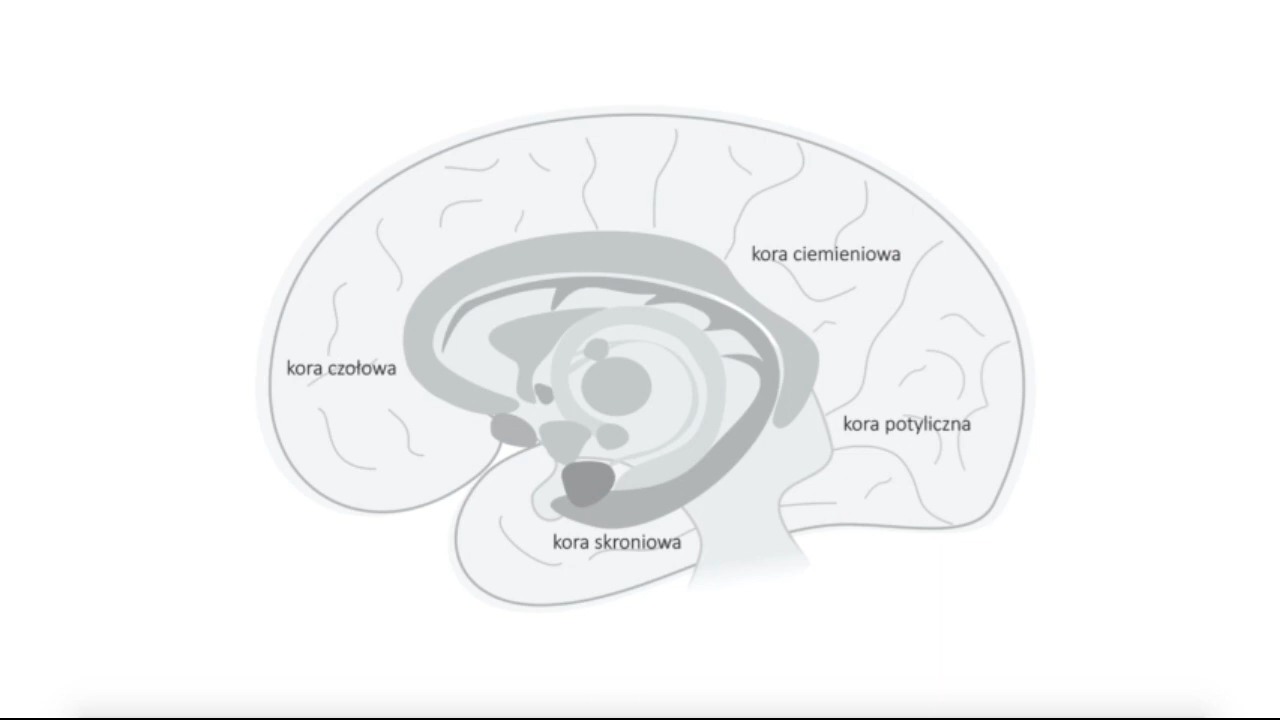 kora ciemieniowa
kora czołowa
kora potyliczna
kora skroniowa